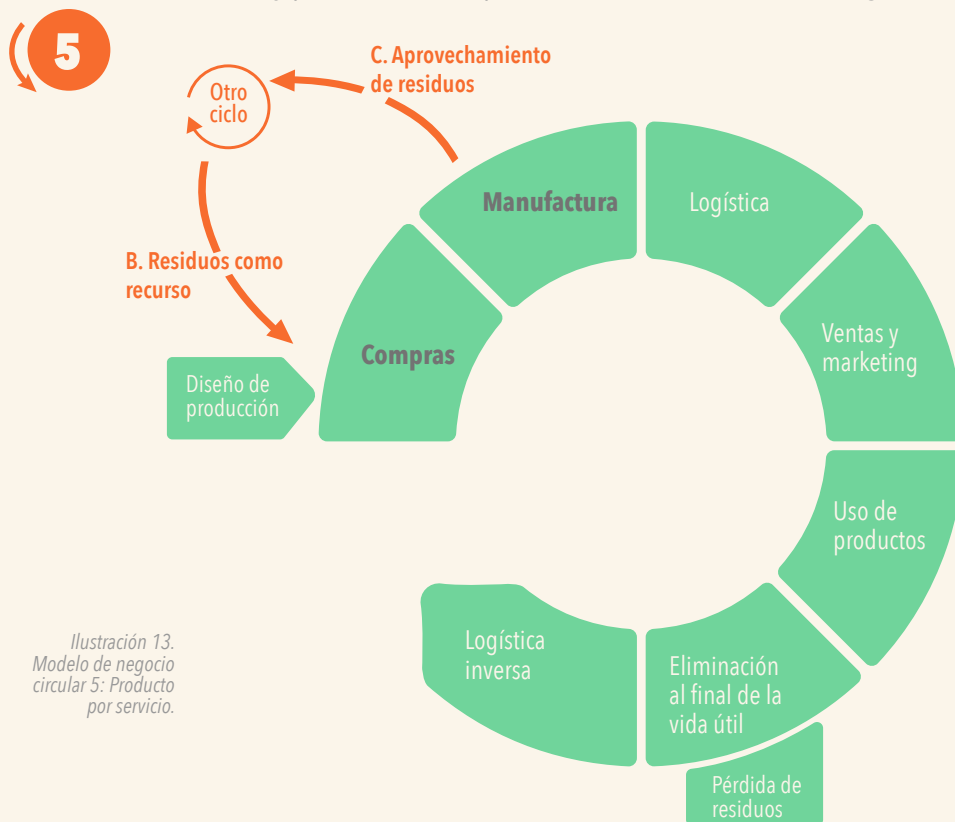 5
C. Aprovechamiento
de residuos
Otro
ciclo
Manufactura
Logística
B. Residuos como
recurso
Compras
Ventas y
marketing
Diseño de
producción
Uso de
productos
Ilustración 13.
Modelo de negocio
circular 5: Producto
por servicio.
Logística
inversa
Eliminación
al final de la
vida útil
Pérdida de
residuos